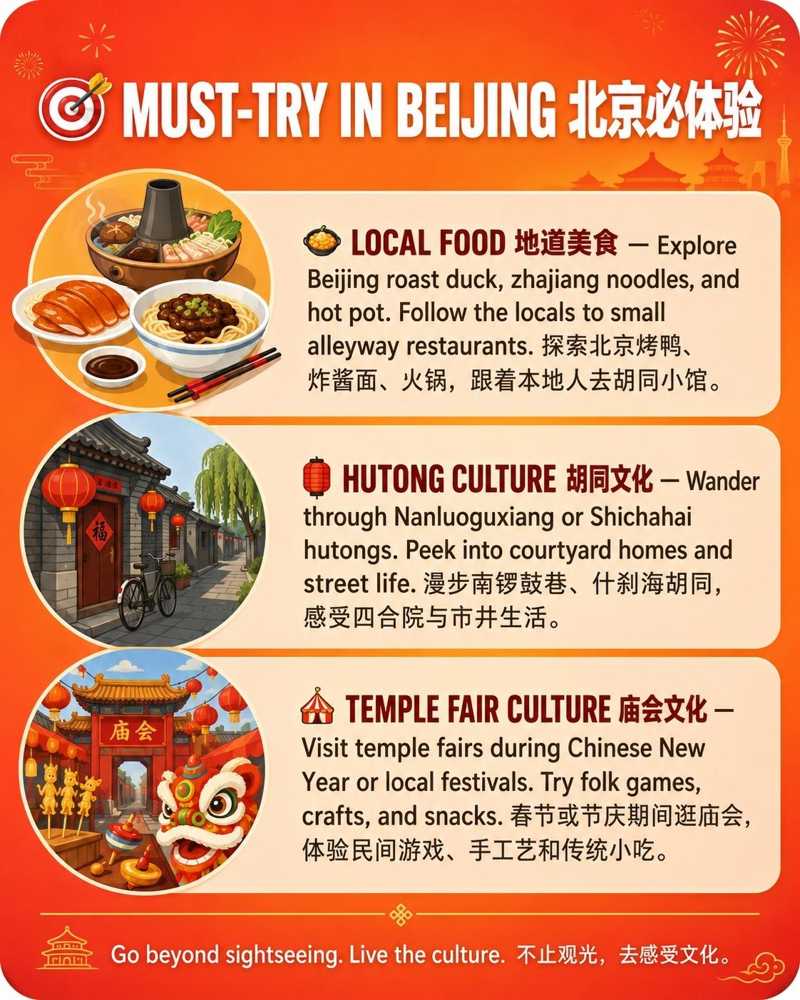 MUST-TRY IN BEIJING 北京必体验
LOCAL FOOD 地道美食 — Explore
Beijing roast duck, zhajiang noodles, and
hot pot. Follow the locals to small
alleyway restaurants. 探索北京烤鸭、
炸酱面、火锅，跟着本地人去胡同小馆。
福
HUTONG CULTURE 胡同文化 — Wander
through Nanluoguxiang or Shichahai
hutongs. Peek into courtyard homes and
street life. 漫步南锣鼓巷、什刹海胡同，
感受四合院与市井生活。
庙会
TEMPLE FAIR CULTURE 庙会文化 —
Visit temple fairs during Chinese New
Year or local festivals. Try folk games,
crafts, and snacks. 春节或节庆期间逛庙会，
体验民间游戏、手工艺和传统小吃。
Go beyond sightseeing. Live the culture. 不止观光，去感受文化。